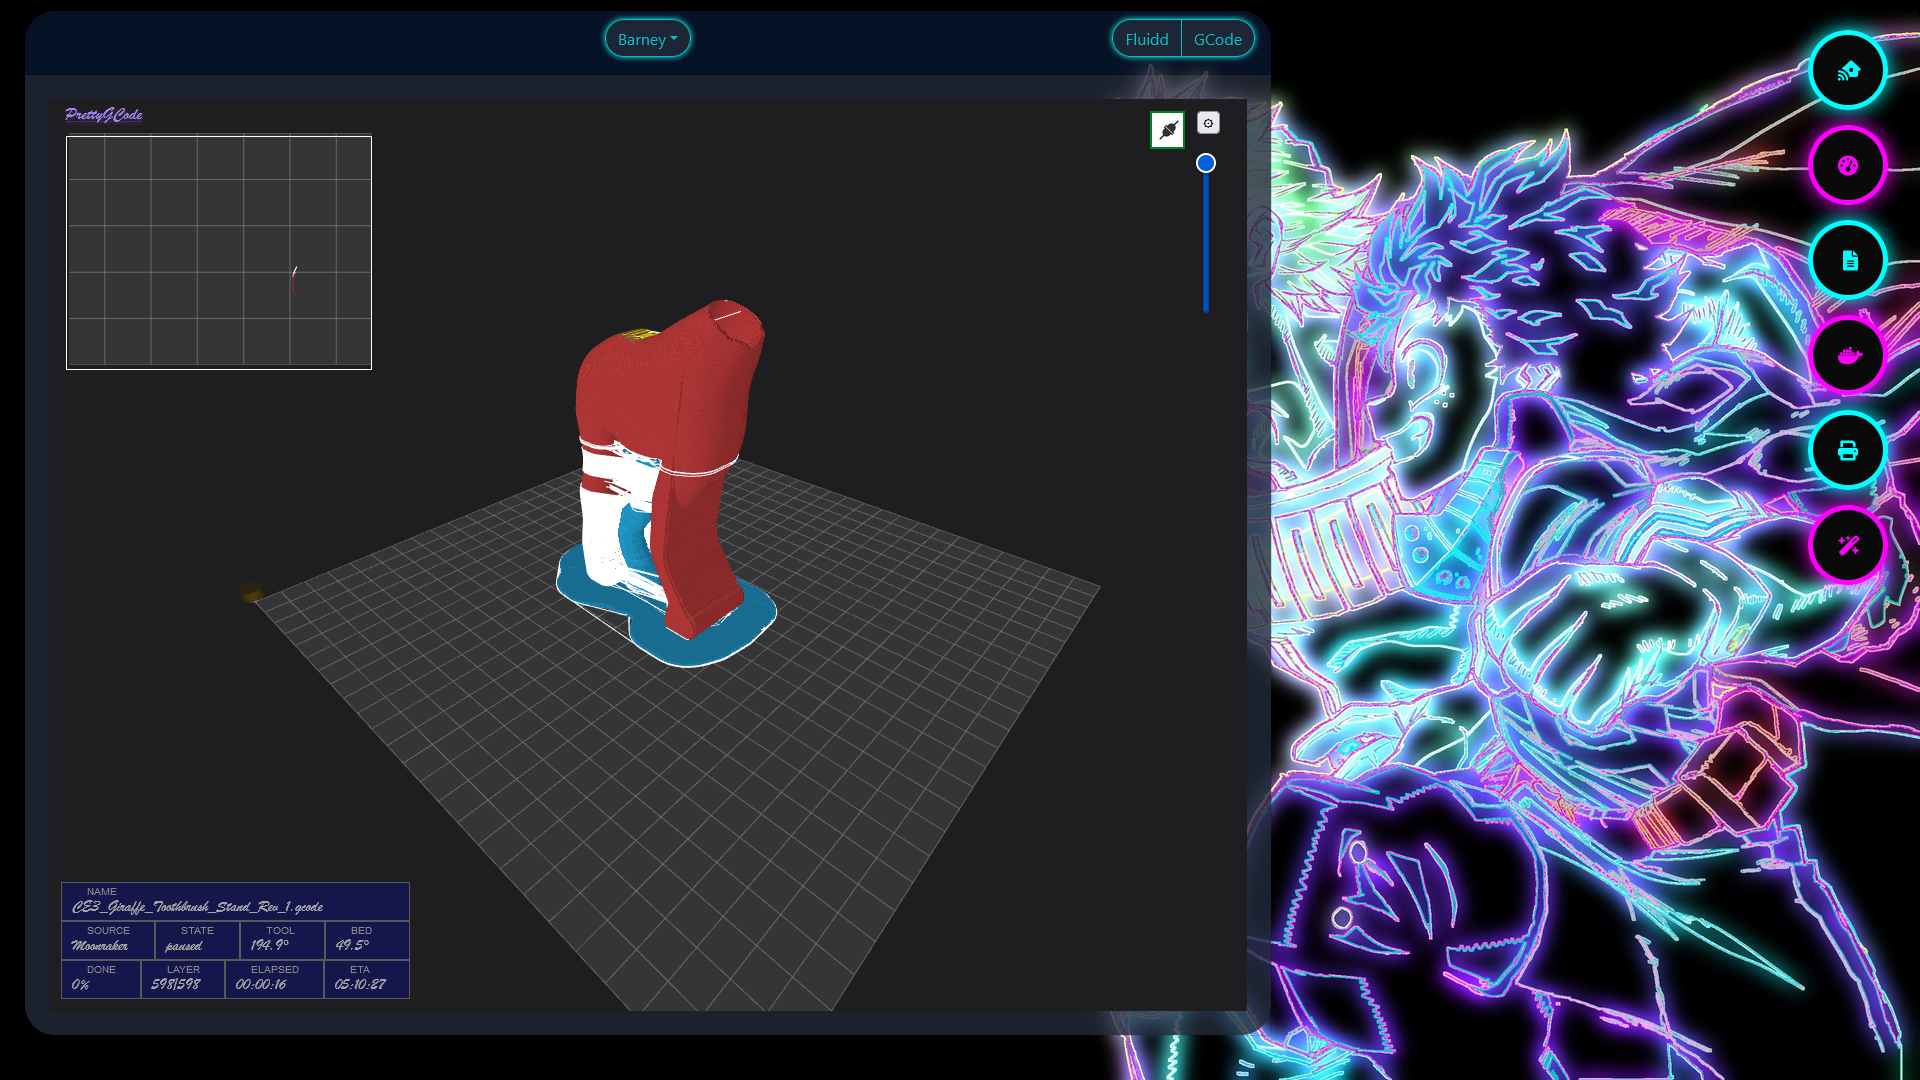 Barney
Fluidd GCode
PrettyGCode
NAME
CE3_Giraffe_Toothbrush_Stand_Rev_1.gcode
SOURCE STATE TOOL BED
Moonraker paused 194.9° 49.5°
DONE LAYER ELAPSED ETA
0% 598|598 00:00:16 05:10:27